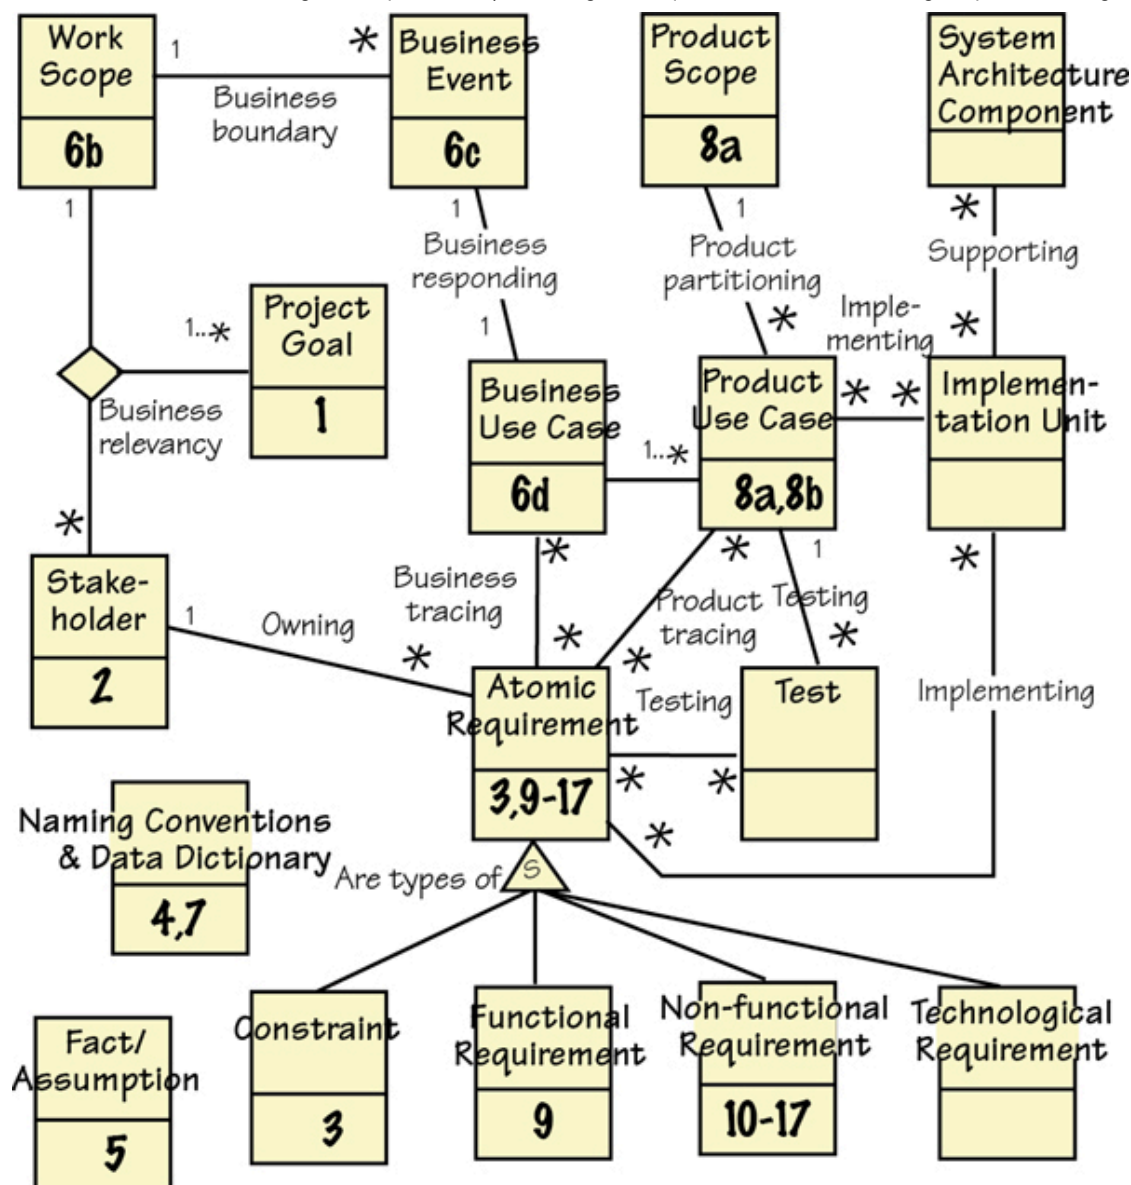 Work
Scope
6b
1
*
Business
boundary
Business
Event
6c
Product
Scope
8a
System
Architecture
Component
1
1
Business
responding
1
1
Product
partitioning
*
*
Supporting
*
Project
Goal
1
1..*
Business
relevancy
*
Business
Use Case
6d
1..*
Product
Use Case
8a,8b
Imple-
menting
*
*
Implemen-
tation Unit
Stake-
holder
2
1
Owning
*
Business
tracing
*
*
Product
tracing
*
*
Testing
1
*
Implementing
*
*
Atomic
Requirement
3,9-17
Testing
*
*
Test
Naming Conventions
& Data Dictionary
4,7
Are types of
S
Fact/
Assumption
5
Constraint
3
Functional
Requirement
9
Non-functional
Requirement
10-17
Technological
Requirement